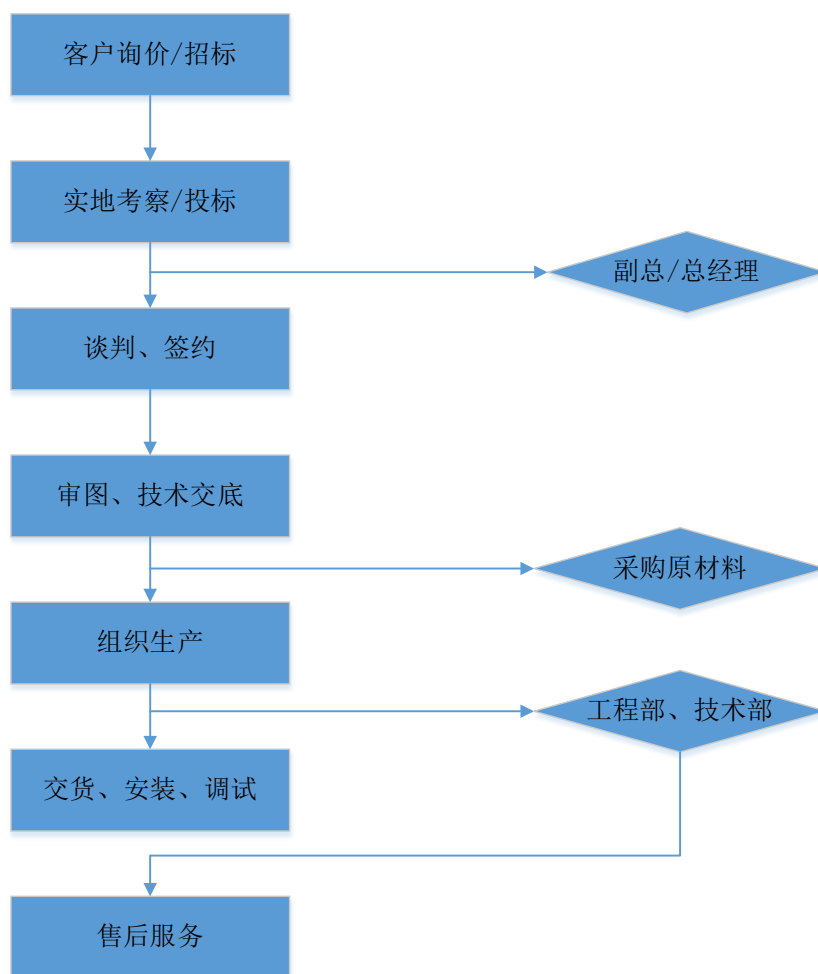 客户询价/招标
实地考察/投标
副总/总经理
谈判、签约
审图、技术交底
采购原材料
组织生产
工程部、技术部
交货、安装、调试
售后服务